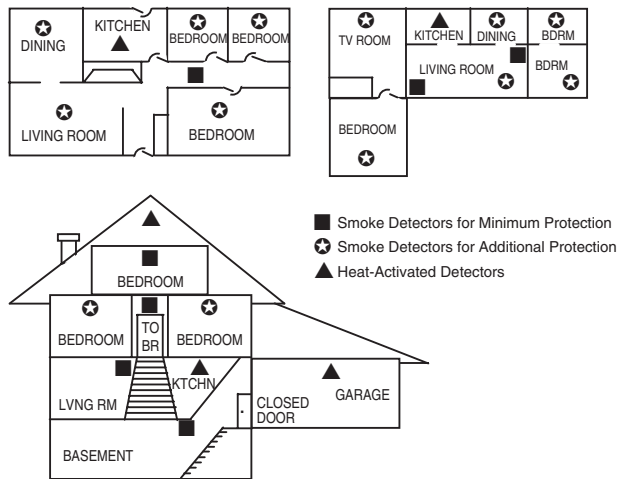 DINING
KITCHEN
BEDROOM
BEDROOM
LIVING ROOM
BEDROOM
TV ROOM
KITCHEN
DINING
BDRM
LIVING ROOM
BDRM
BEDROOM
Smoke Detectors for Minimum Protection
Smoke Detectors for Additional Protection
Heat-Activated Detectors
BEDROOM
BEDROOM
TO
BR
BEDROOM
LVNG RM
KTCHN
CLOSED
DOOR
GARAGE
BASEMENT